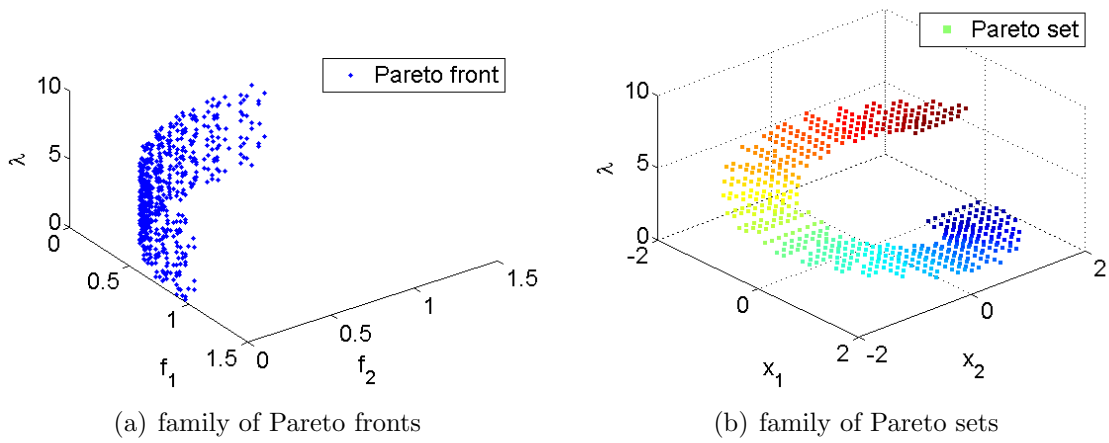 Pareto front
10
5
0
λ
0
0.5
1
1.5
f1
0
0.5
1
1.5
f2
(a) family of Pareto fronts
Pareto set
10
5
0
λ
-2
0
2
x1
-2
0
2
x2
(b) family of Pareto sets